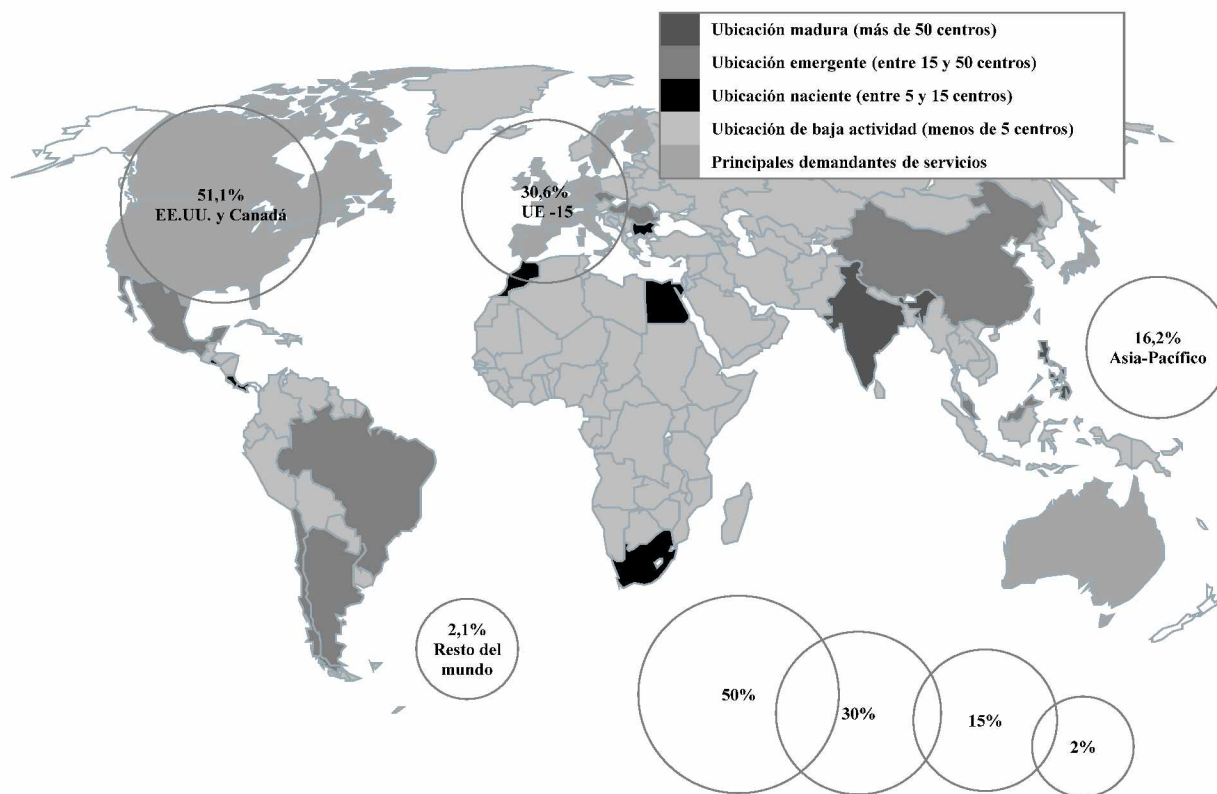 Ubicación madura (más de 50 centros)
Ubicación emergente (entre 15 y 50 centros)
Ubicación naciente (entre 5 y 15 centros)
Ubicación de baja actividad (menos de 5 centros)
Principales demandantes de servicios
51,1%
EE.UU. y Canadá
30.6%
UE -15
16,2%
Asia-Pacífico
2,1%
Resto del
mundo
50%
30%
15%
2%